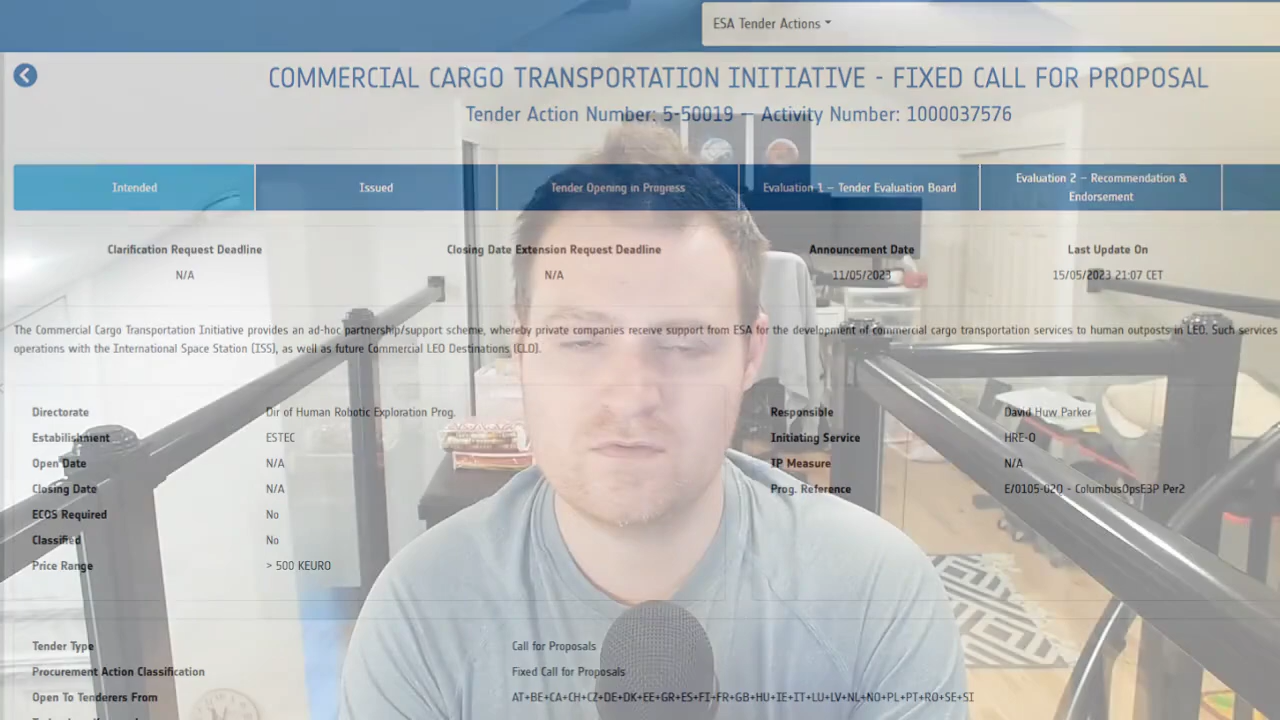 ESA Tender Actions
COMMERCIAL CARGO TRANSPORTATION INITIATIVE - FIXED CALL FOR PROPOSAL
Tender Action Number: 5-50019 — Activity Number: 1000037576
Intended
Issued
Tender Opening in Progress
Evaluation 1 – Tender Evaluation Board
Evaluation 2 – Recommendation &
Endorsement
Clarification Request Deadline
Closing Date Extension Request Deadline
Announcement Date
Last Update On
N/A
N/A
11/05/2023
15/05/2023 21:07 CET
The Commercial Cargo Transportation Initiative provides an ad-hoc partnership/support scheme, whereby private companies receive support from ESA for the development of commercial cargo transportation services to human outposts in LEO. Such services
operations with the International Space Station (ISS), as well as future Commercial LEO Destinations (CLD).
Directorate Dir of Human Robotic Exploration Prog.
Responsible David Huw Parker
Establishment ESTEC
Initiating Service HRE-O
Open Date N/A
IP Measure N/A
Closing Date N/A
Prog. Reference E/0105-02O - ColumbusOpsE3P Per2
ECOS Required No
Classified No
Price Range > 500 KEURO
Tender Type Call for Proposals
Procurement Action Classification Fixed Call for Proposals
Open To Tenderers From AT+BE+CA+CH+CZ+DE+DK+EE+GR+ES+FI+FR+GB+HU+IE+IT+LU+LV+NL+NO+PL+PT+RO+SE+SI